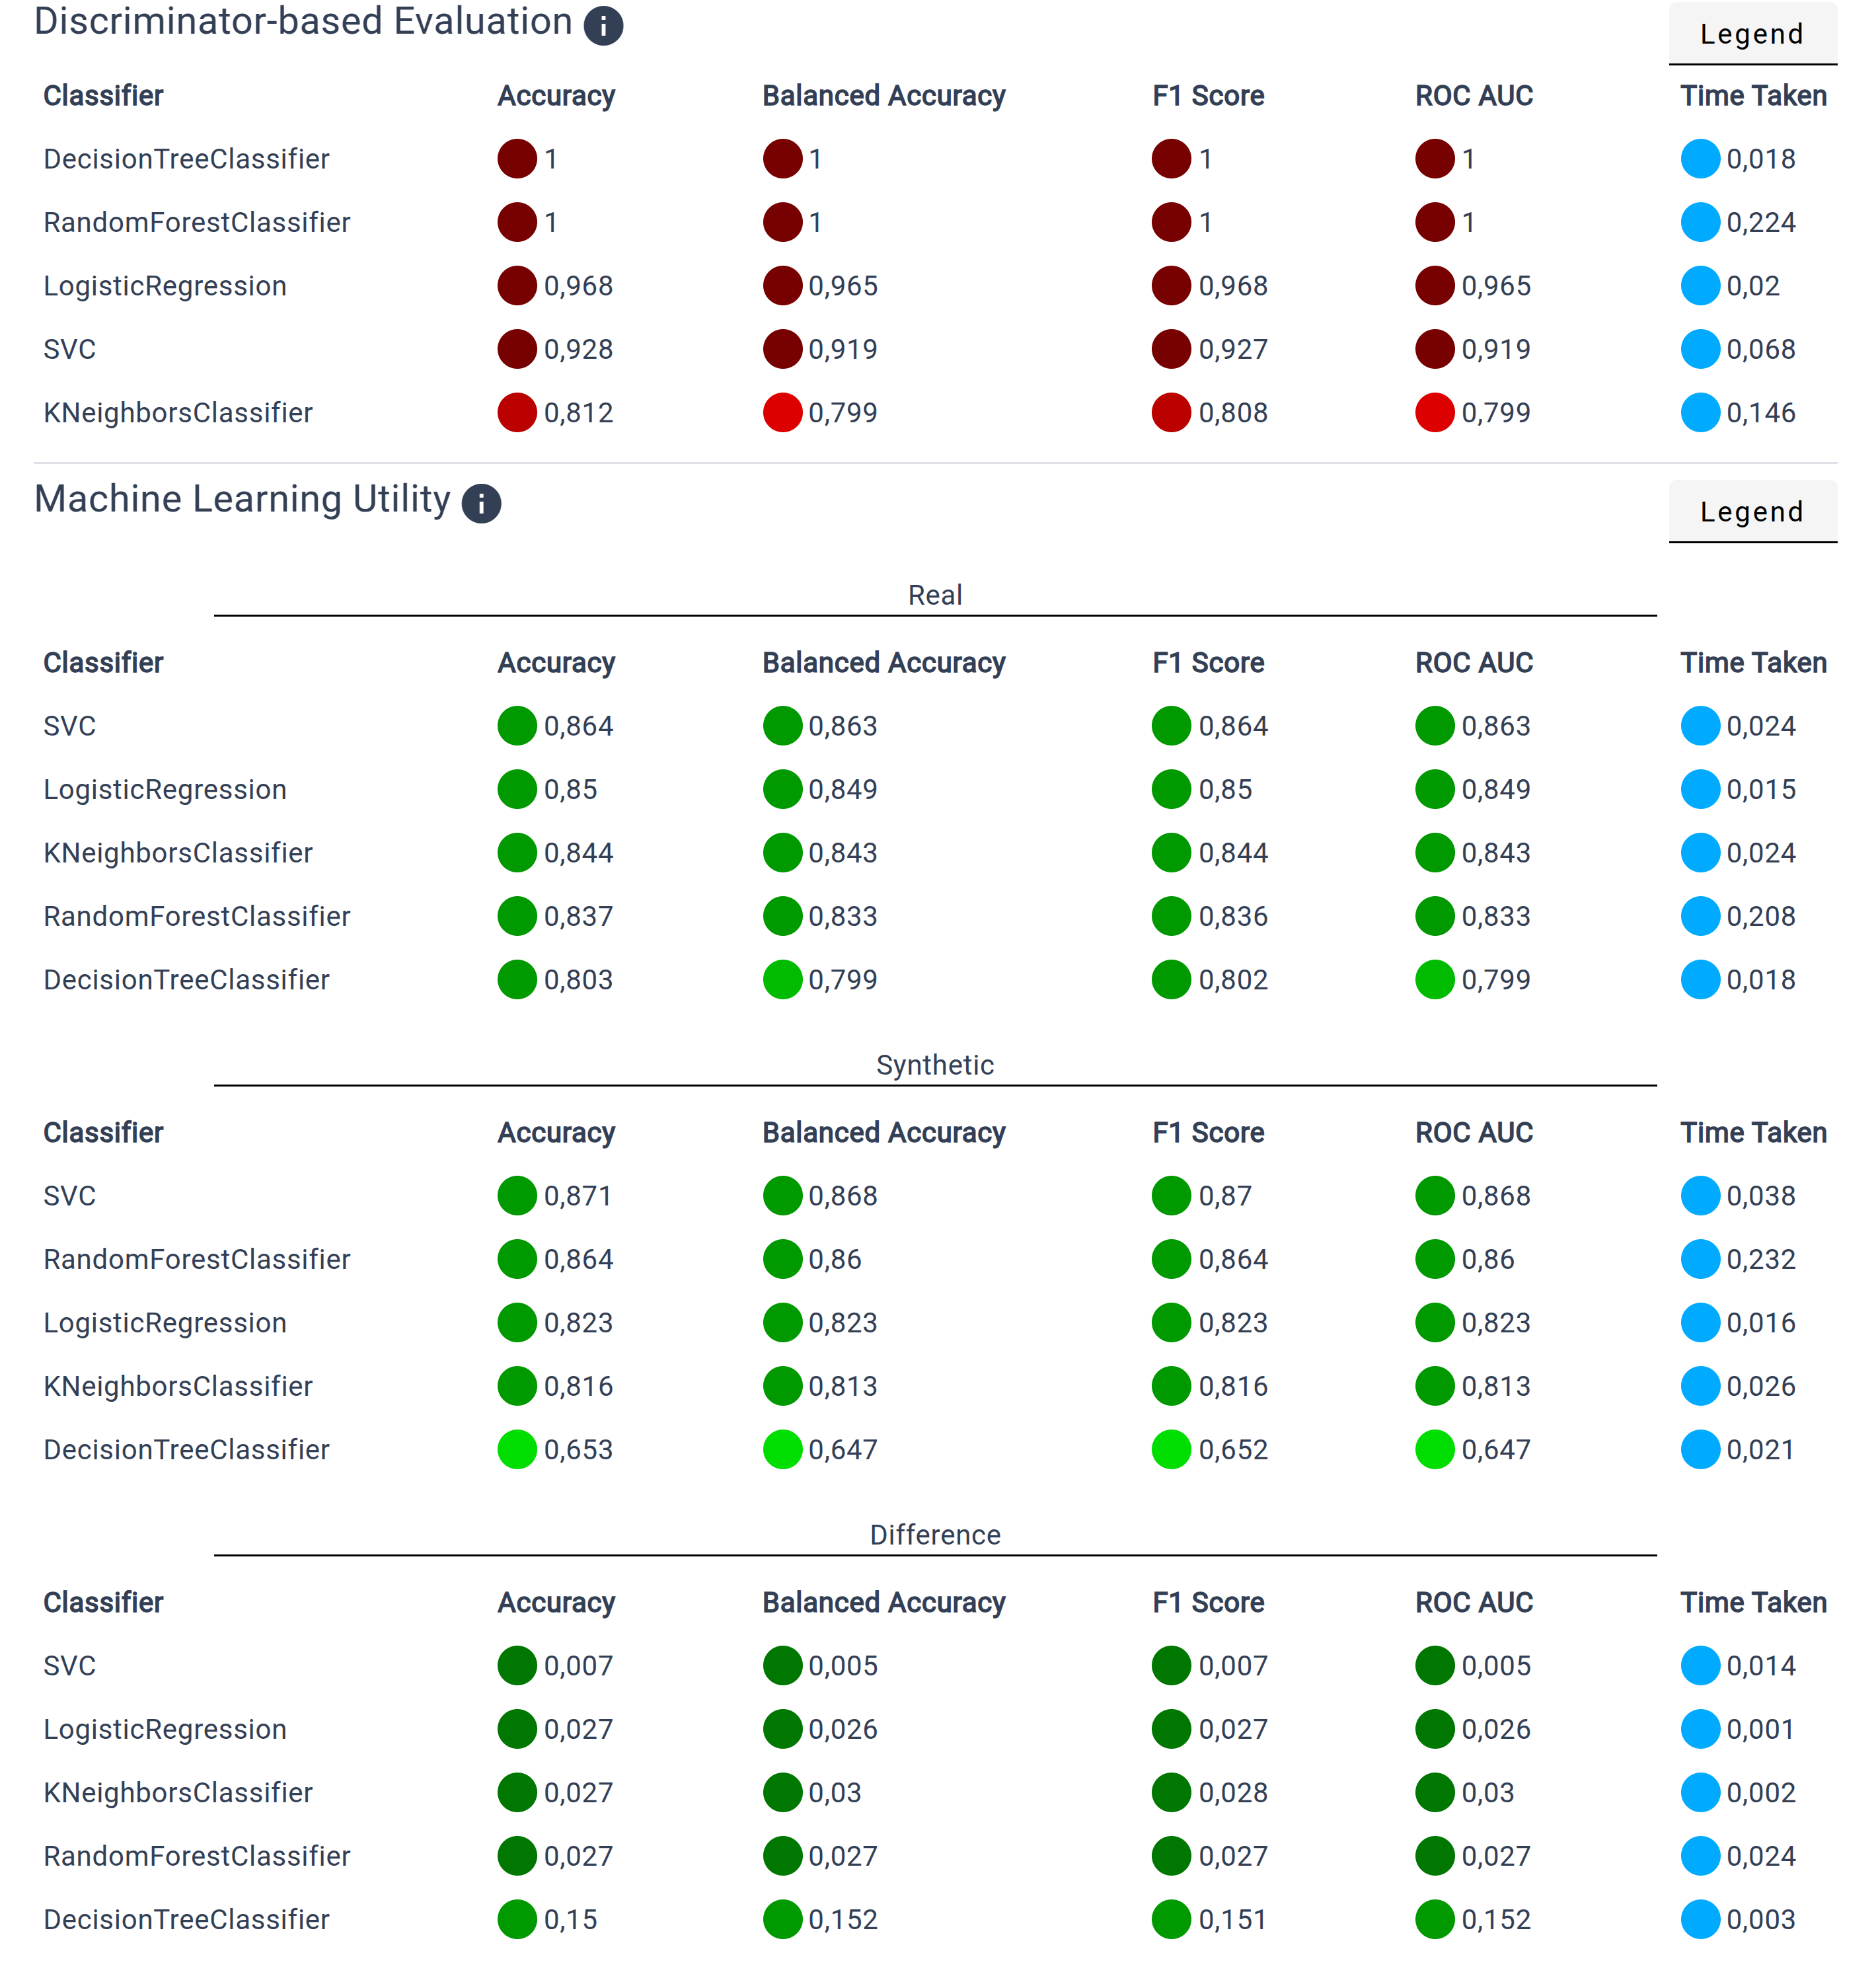 Discriminator-based Evaluation i
Legend
Classifier Accuracy Balanced Accuracy F1 Score ROC AUC Time Taken
DecisionTreeClassifier 1 1 1 1 0,018
RandomForestClassifier 1 1 1 1 0,224
LogisticRegression 0,968 0,965 0,968 0,965 0,02
SVC 0,928 0,919 0,927 0,919 0,068
KNeighborsClassifier 0,812 0,799 0,808 0,799 0,146
Machine Learning Utility i
Legend
Real
Classifier Accuracy Balanced Accuracy F1 Score ROC AUC Time Taken
SVC 0,864 0,863 0,864 0,863 0,024
LogisticRegression 0,85 0,849 0,85 0,849 0,015
KNeighborsClassifier 0,844 0,843 0,844 0,843 0,024
RandomForestClassifier 0,837 0,833 0,836 0,833 0,208
DecisionTreeClassifier 0,803 0,799 0,802 0,799 0,018
Synthetic
Classifier Accuracy Balanced Accuracy F1 Score ROC AUC Time Taken
SVC 0,871 0,868 0,87 0,868 0,038
RandomForestClassifier 0,864 0,86 0,864 0,86 0,232
LogisticRegression 0,823 0,823 0,823 0,823 0,016
KNeighborsClassifier 0,816 0,813 0,816 0,813 0,026
DecisionTreeClassifier 0,653 0,647 0,652 0,647 0,021
Difference
Classifier Accuracy Balanced Accuracy F1 Score ROC AUC Time Taken
SVC 0,007 0,005 0,007 0,005 0,014
LogisticRegression 0,027 0,026 0,027 0,026 0,001
KNeighborsClassifier 0,027 0,03 0,028 0,03 0,002
RandomForestClassifier 0,027 0,027 0,027 0,027 0,024
DecisionTreeClassifier 0,15 0,152 0,151 0,152 0,003